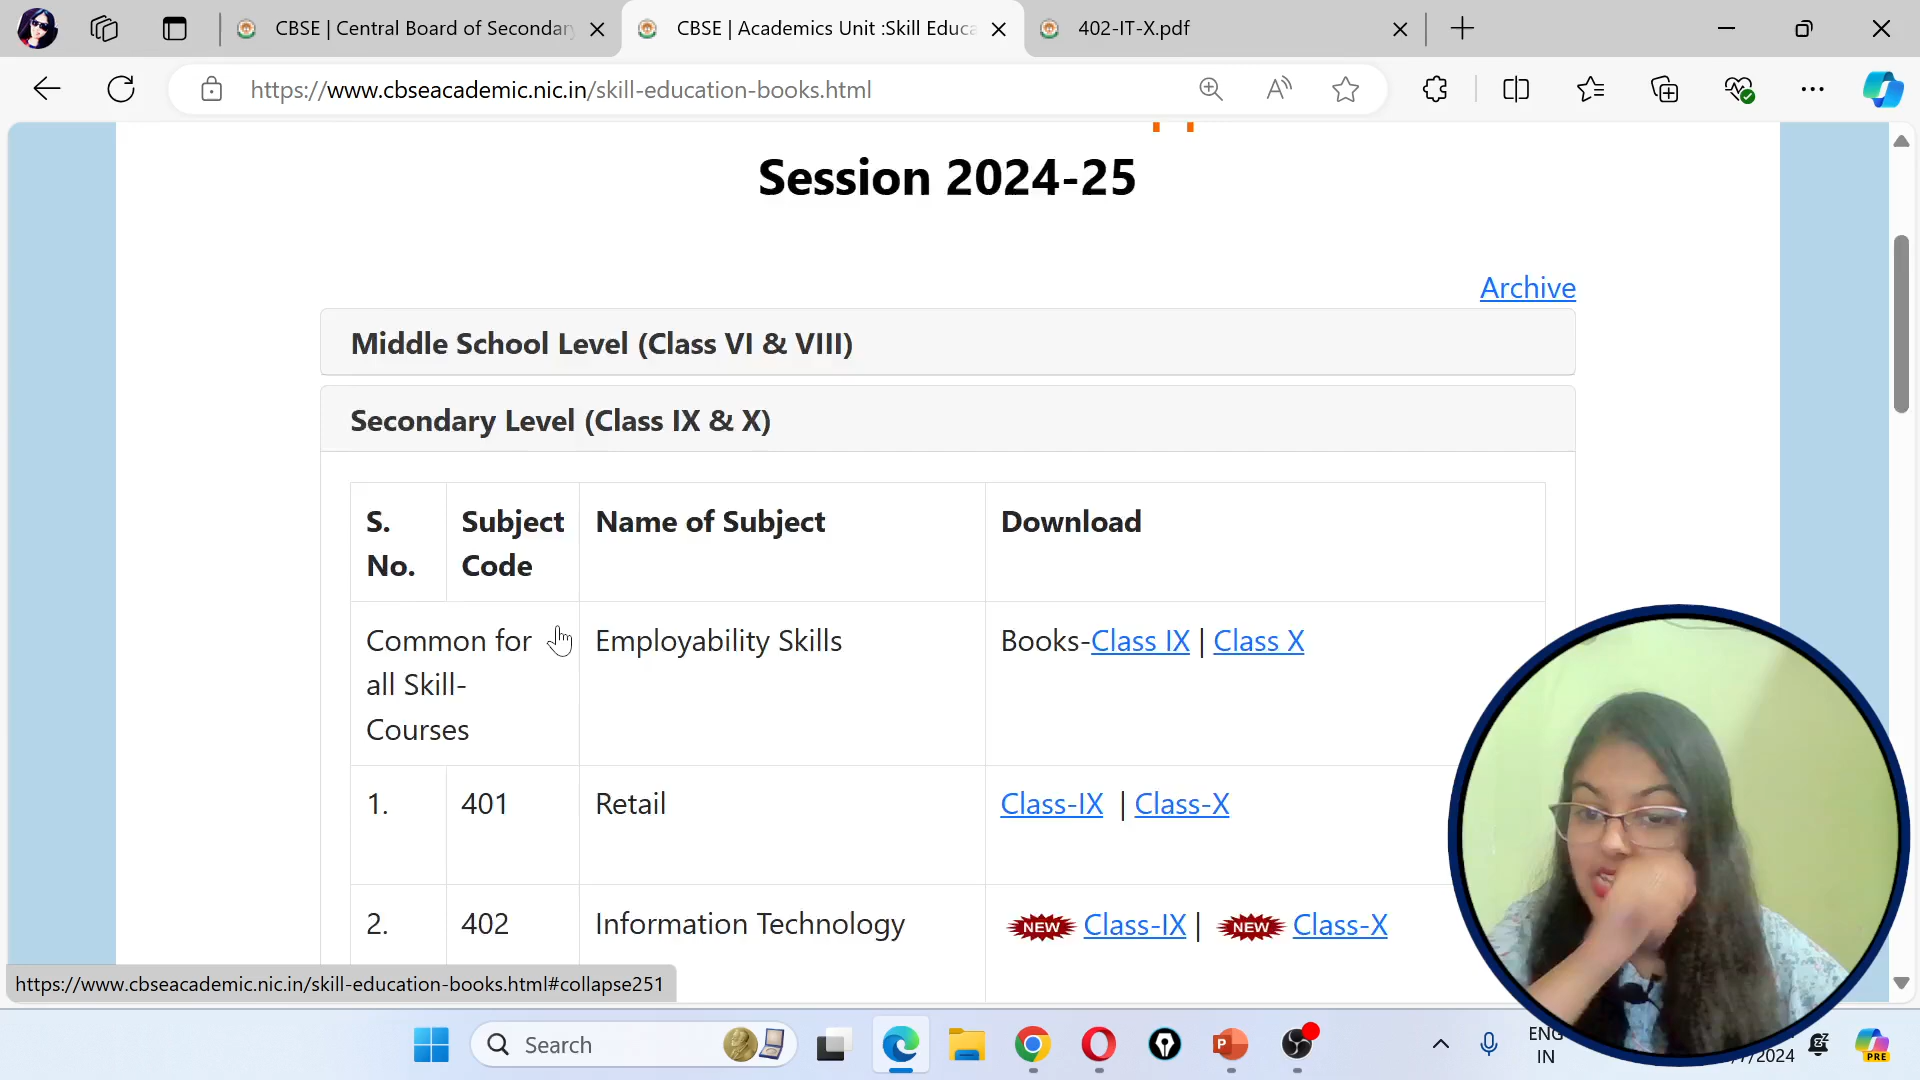 CBSE | Central Board of Secondary
CBSE | Academics Unit :Skill Educa
402-IT-X.pdf
https://www.cbseacademic.nic.in/skill-education-books.html
Session 2024-25
Archive
Middle School Level (Class VI & VIII)
Secondary Level (Class IX & X)
S. No.
Subject Code
Name of Subject
Download
Common for all Skill-Courses
Employability Skills
Books-Class IX | Class X
1.
401
Retail
Class-IX | Class-X
2.
402
Information Technology
NEW Class-IX | NEW Class-X
https://www.cbseacademic.nic.in/skill-education-books.html#collapse251
Search
ENG
IN
/2024
PRE